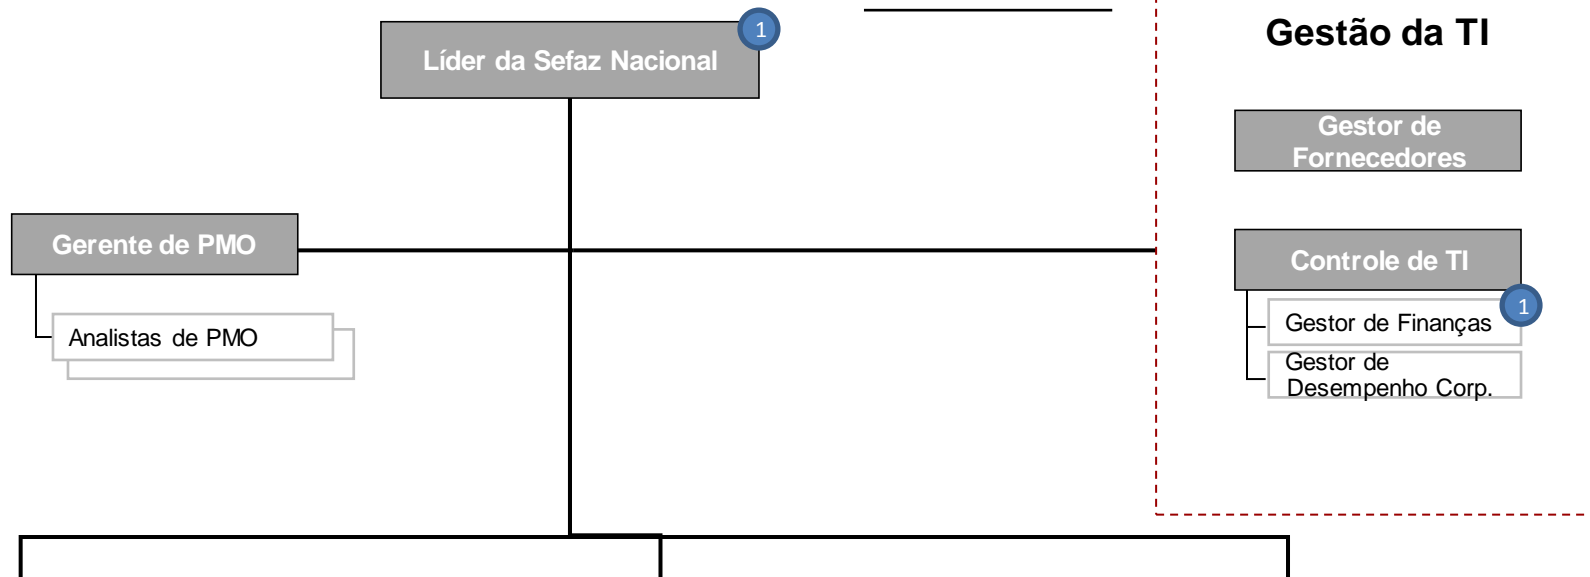 1
Líder da Sefaz Nacional
Gestão da TI
Gestor de
Fornecedores
Gerente de PMO
Analistas de PMO
Controle de TI
1
Gestor de Finanças
Gestor de
Desempenho Corp.